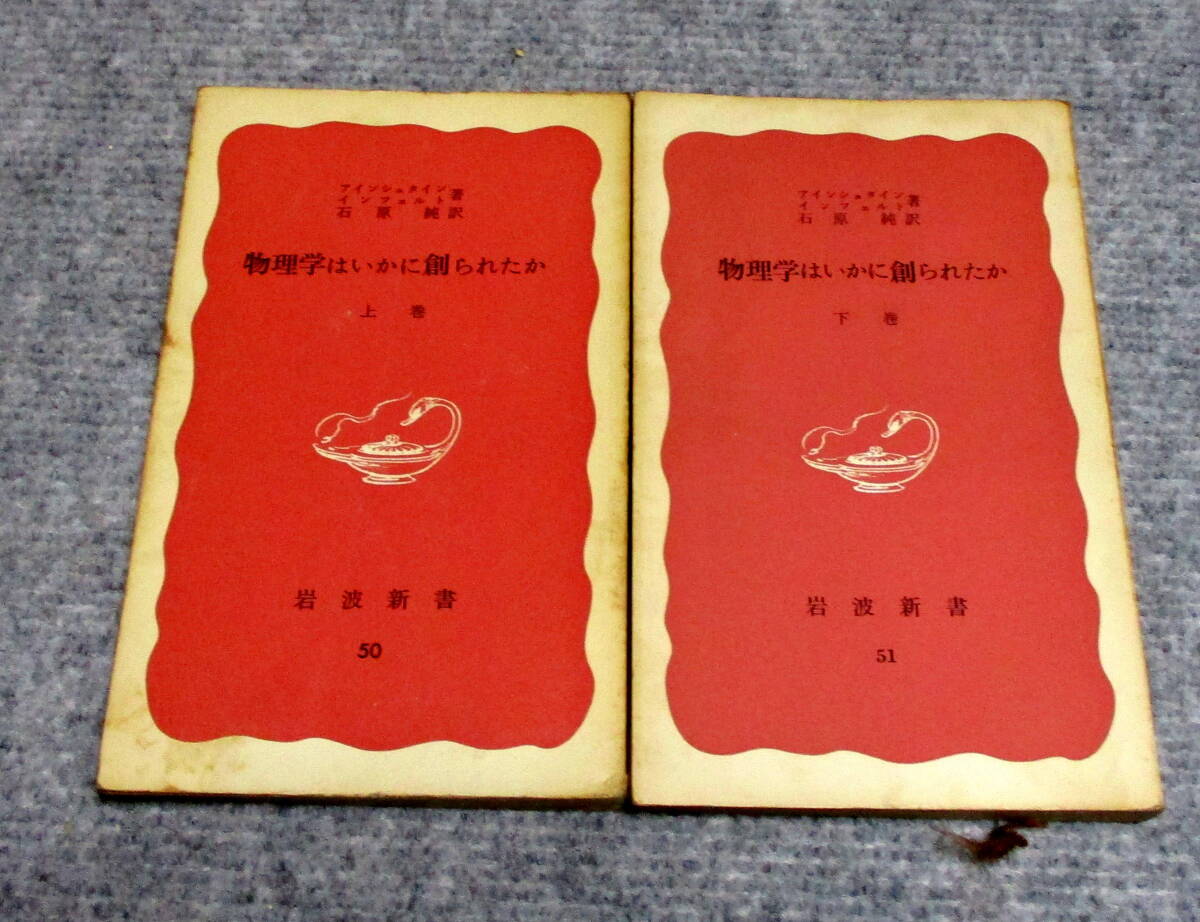 アインシュタイン
インフェルト 著
石原 純 訳
物理学はいかに創られたか
上巻
岩波新書
50
アインシュタイン
インフェルト 著
石原 純 訳
物理学はいかに創られたか
下巻
岩波新書
51